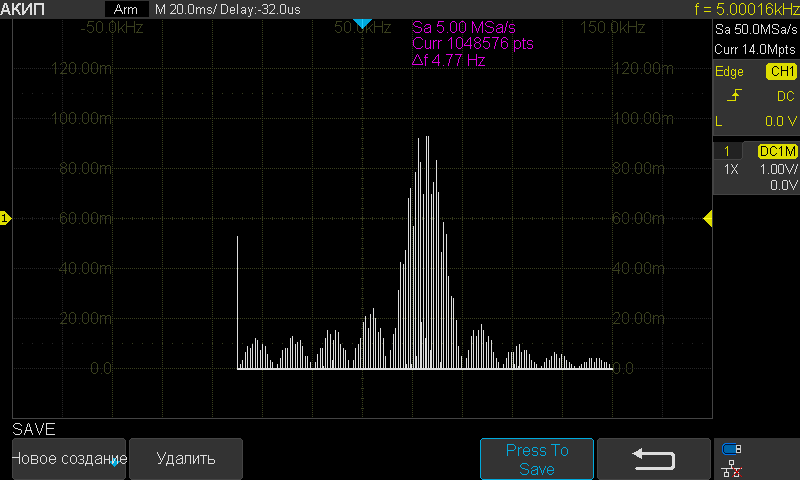 АКИП Arm M 20.0ms/ Delay:-32.0us f = 5.00016kHz
-50.0kHz 50.0kHz 150.0kHz
Sa 5.00 MSa/s
Curr 1048576 pts
Δf 4.77 Hz
Sa 50.0MSa/s
Curr 14.0Mpts
Edge CH1
DC
L 0.0 V
1 DC1M
1X 1.00V/
0.0V
120.00m
100.00m 100.00m
80.00m 80.00m
1 60.00m 60.00m
40.00m 40.00m
20.00m 20.00m
0.0 0.0
SAVE
Новое создание Удалить Press To
Save